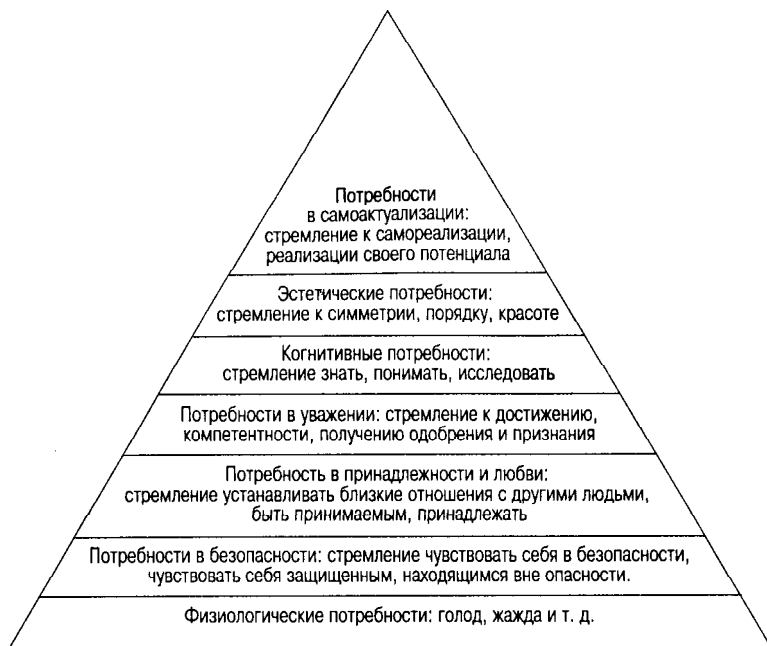 Потребности
в самоактуализации:
стремление к самореализации,
реализации своего потенциала
Эстетические потребности:
стремление к симметрии, порядку, красоте
Когнитивные потребности:
стремление знать, понимать, исследовать
Потребности в уважении: стремление к достижению,
компетентности, получению одобрения и признания
Потребность в принадлежности и любви:
стремление устанавливать близкие отношения с другими людьми,
быть принимаемым, принадлежать
Потребности в безопасности: стремление чувствовать себя в безопасности,
чувствовать себя защищенным, находящимся вне опасности.
Физиологические потребности: голод, жажда и т. д.